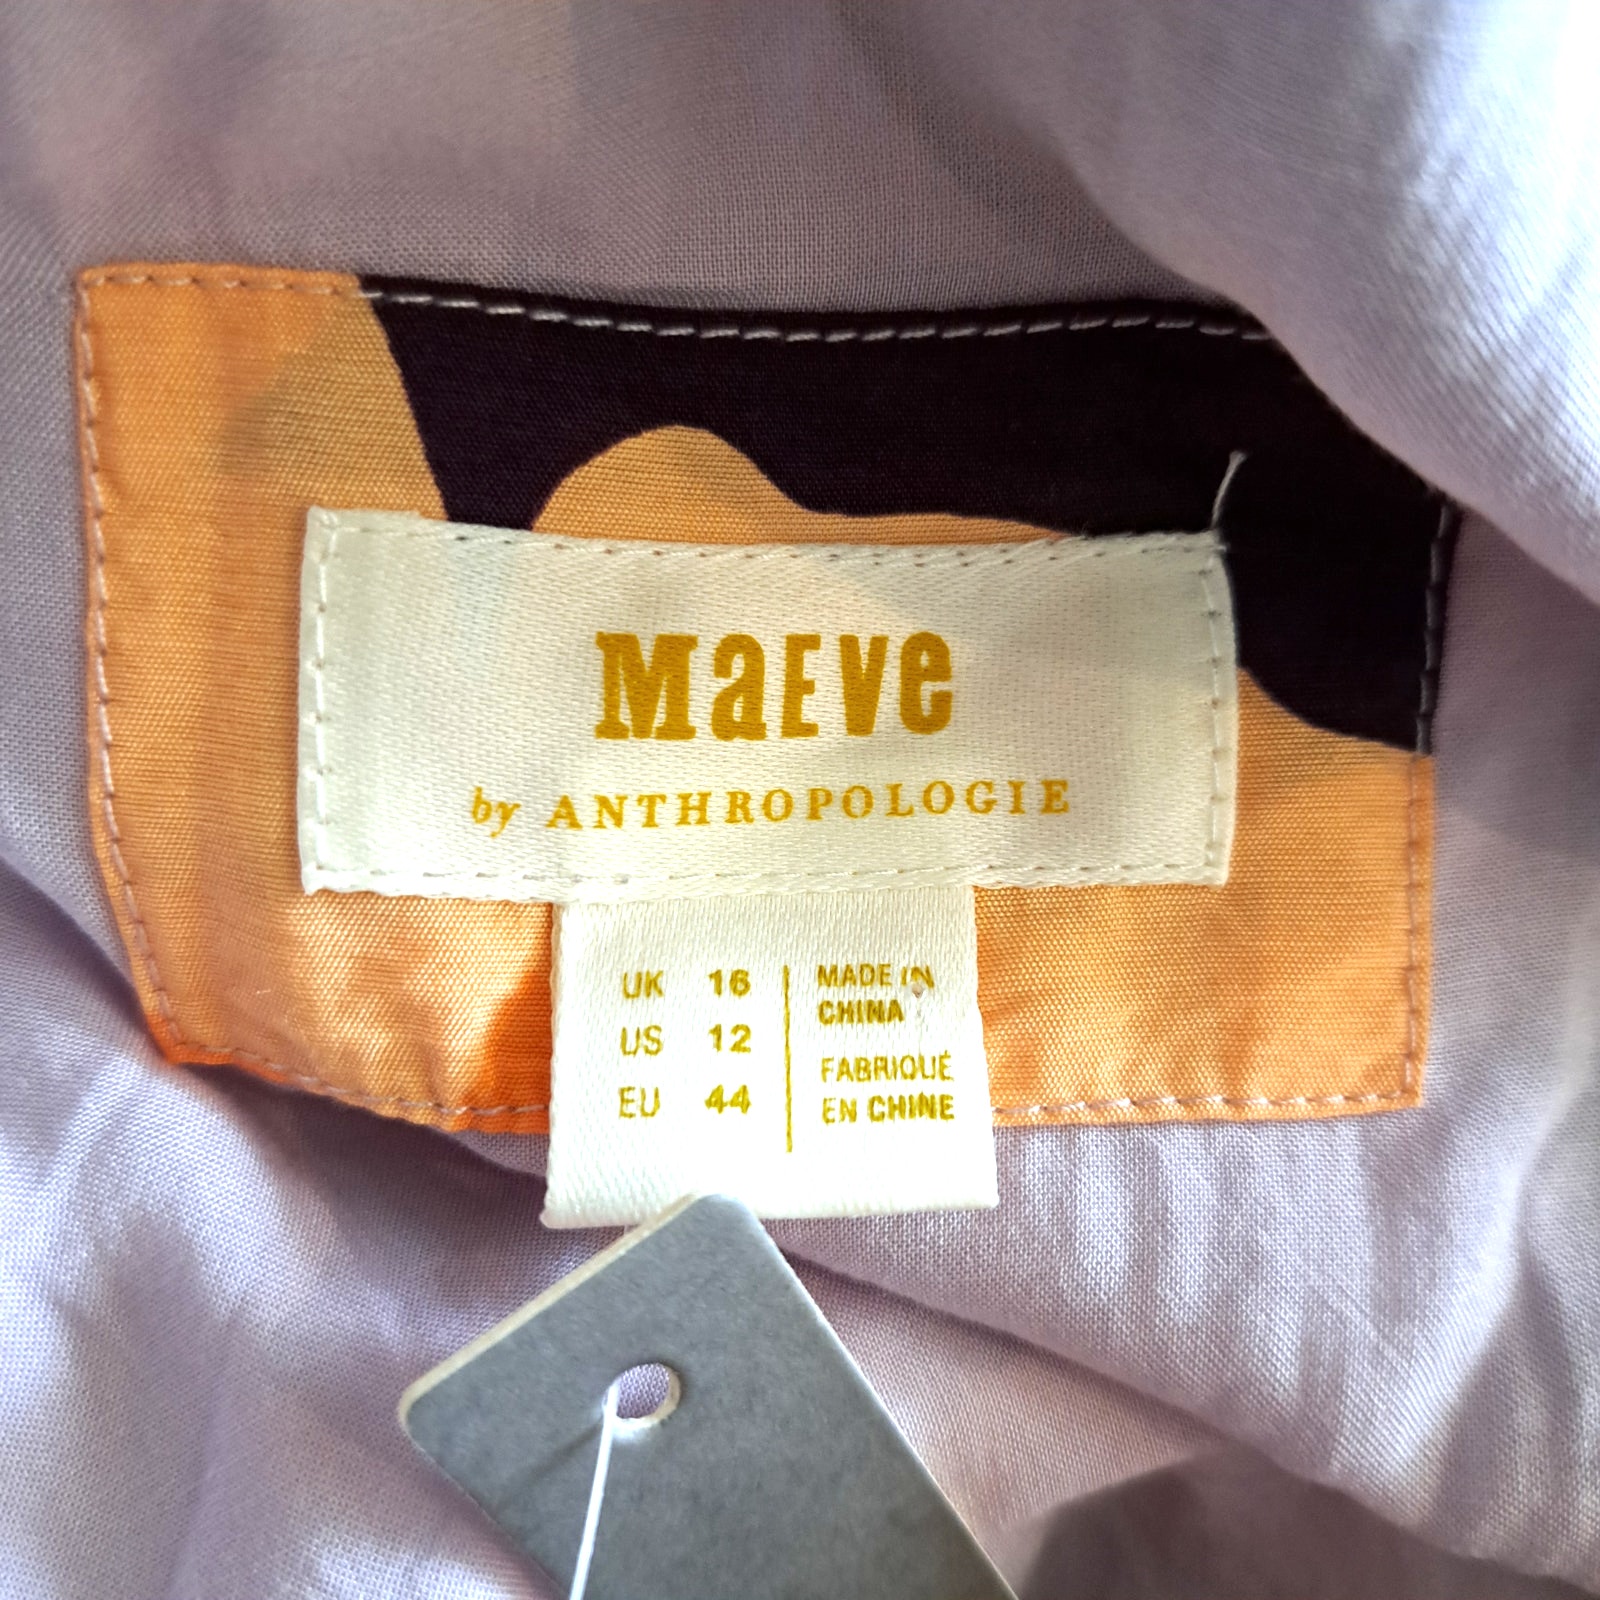 MaEve
by ANTHROPOLOGIE
UK 16
US 12
EU 44
MADE IN
CHINA
FABRIQUÉ
EN CHINE